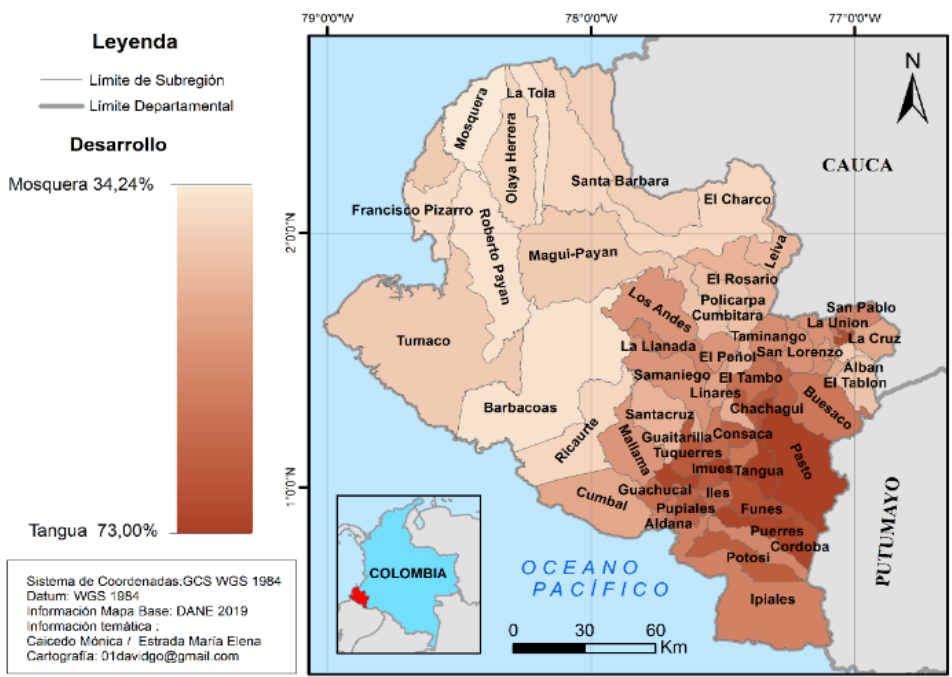 79°0'0"W
78°0'0"W
77°0'0"W
Leyenda
Límite de Subregión
Límite Departamental
Desarrollo
Mosquera 34,24%
Tangua 73,00%
Sistema de Coordenadas:GCS WGS 1984
Datum: WGS 1984
Información Mapa Base: DANE 2019
Información temática :
Caicedo Mónica / Estrada María Elena
Cartografía: 01davidgo@gmail.com
2°0'0"N
1°0'0"N
N
CAUCA
PUTUMAYO
Mosquera
La Tola
Olaya Herrera
Santa Barbara
El Charco
Francisco Pizarro
Roberto Payan
Magui-Payan
Leiva
El Rosario
Los Andes
Policarpa
Cumbitara
San Pablo
La Union
La Cruz
Tumaco
La Llanada
Taminango
El Peñol
San Lorenzo
Alban
El Tablon
Samaniego
El Tambo
Linares
Buesaco
Barbacoas
Santacruz
Chachagui
Ricaurte
Mallama
Guaitarilla
Consaca
Tuquerres
Imues
Tangua
Pasto
Cumbal
Guachucal
Iles
Pupiales
Funes
Aldana
Puerres
Cordoba
Potosi
Ipiales
COLOMBIA
OCEANO
PACÍFICO
0 30 60
Km